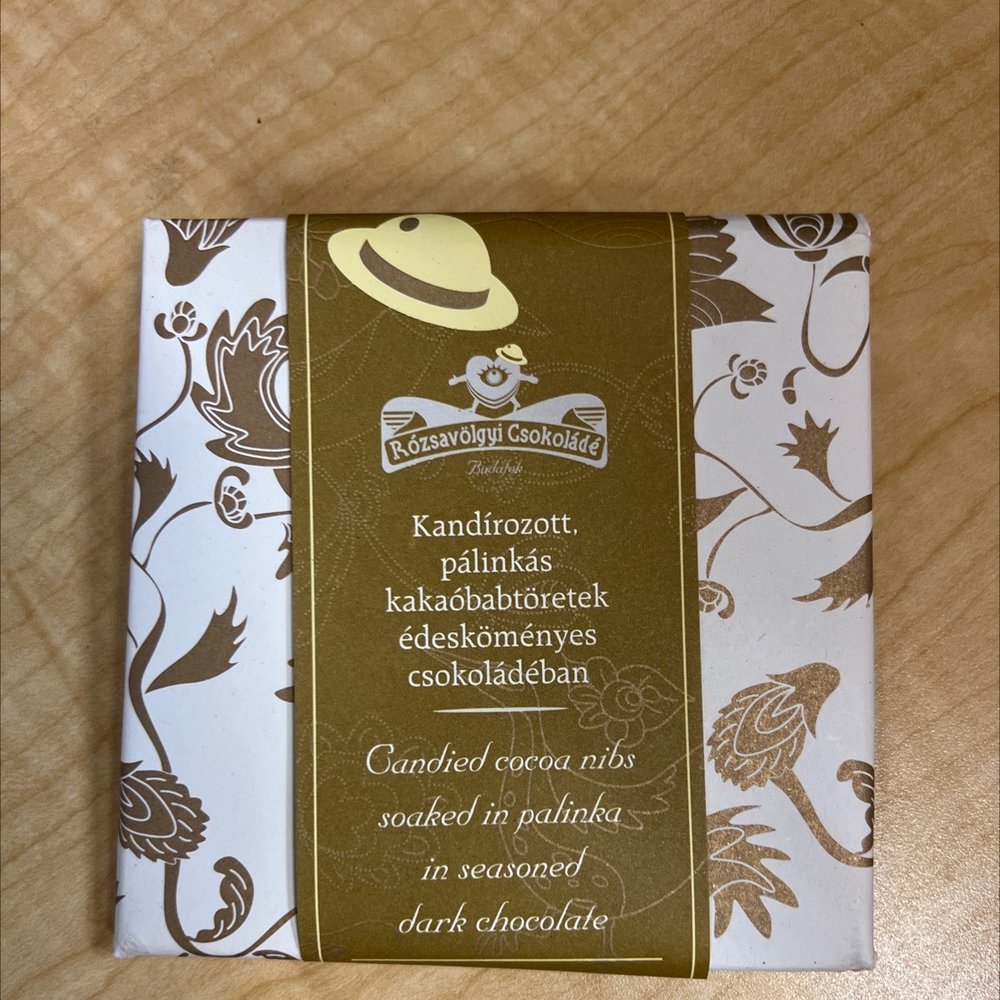 Rózsavölgyi Csokoládé
Budafok
Kandírozott,
pálinkás
kakaóbabtöretek
édesköményes
csokoládéban
Candied cocoa nibs
soaked in palinka
in seasoned
dark chocolate